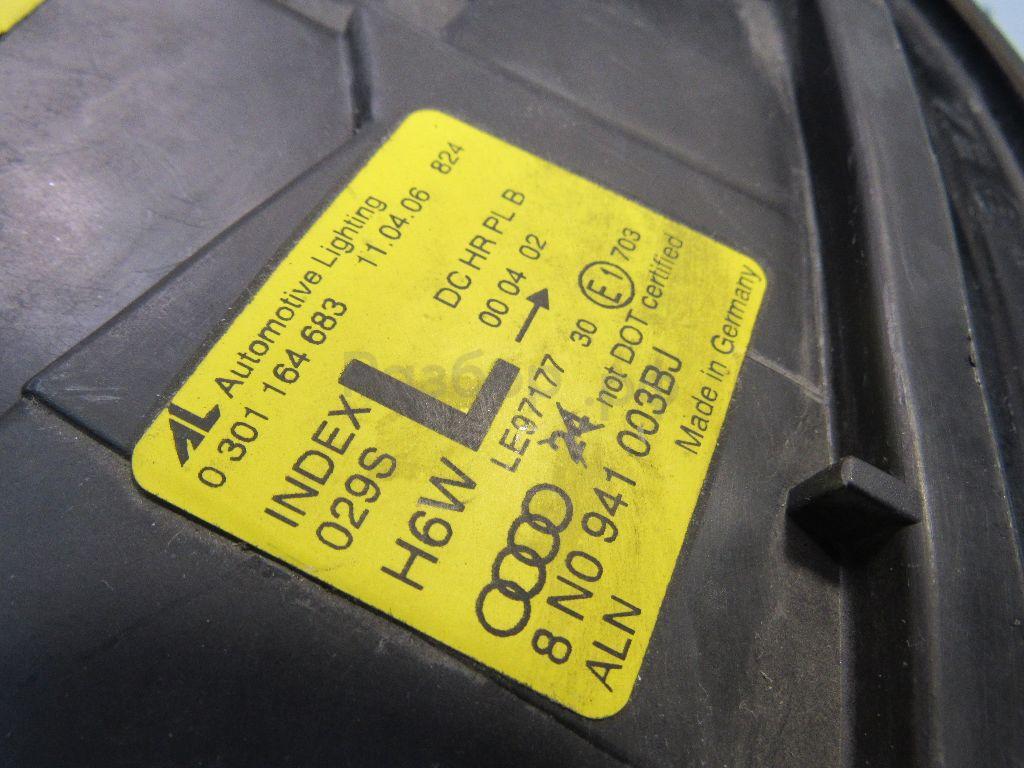 AL Automotive Lighting
0 301 164 683 11.04.06 824
INDEX
029S
DC HR PL B
00 04 02
H6W L
LE97177 30 E1 703
24 not DOT certified
8 N0 941 003BJ
ALN
Made in Germany